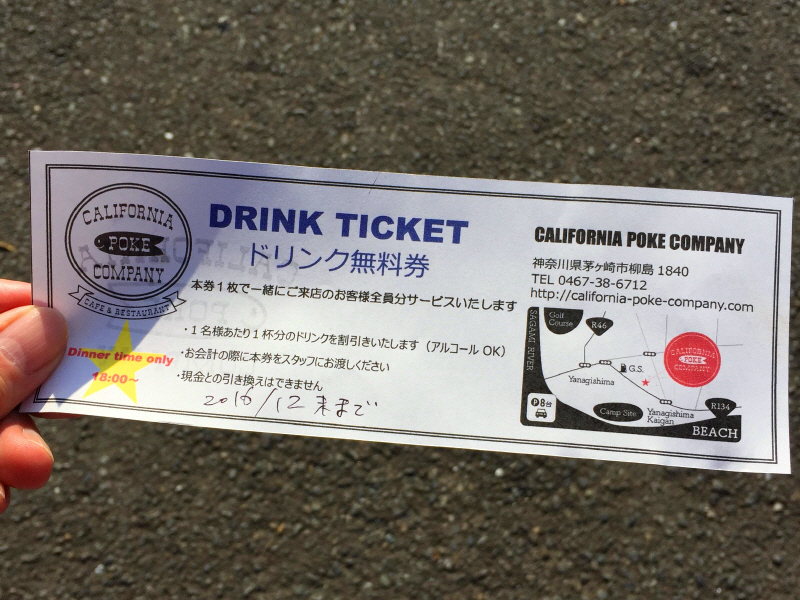 CALIFORNIA
POKE
COMPANY
CAFE & RESTAURANT
Dinner time only
18:00～
DRINK TICKET
ドリンク無料券
本券1枚で一緒にご来店のお客様全員分サービスいたします
・1名様あたり1杯分のドリンクを割引きいたします（アルコールOK）
・お会計の際に本券をスタッフにお渡しください
・現金との引き換えはできません
2016/12末まで
CALIFORNIA POKE COMPANY
神奈川県茅ヶ崎市柳島 1840
TEL 0467-38-6712
http://california-poke-company.com
SAGAMI RIVER
Golf
Course
R46
CALIFORNIA
POKE
COMPANY
G.S.
Yanagishima
P8台
Camp Site
Yanagishima
Kaigan
R134
BEACH